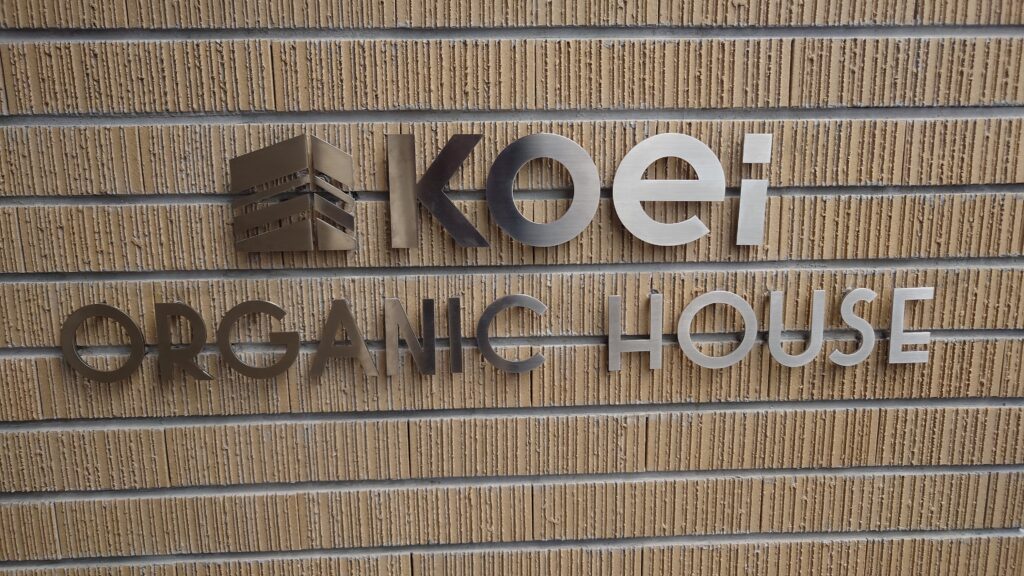 Koei
ORGANIC HOUSE